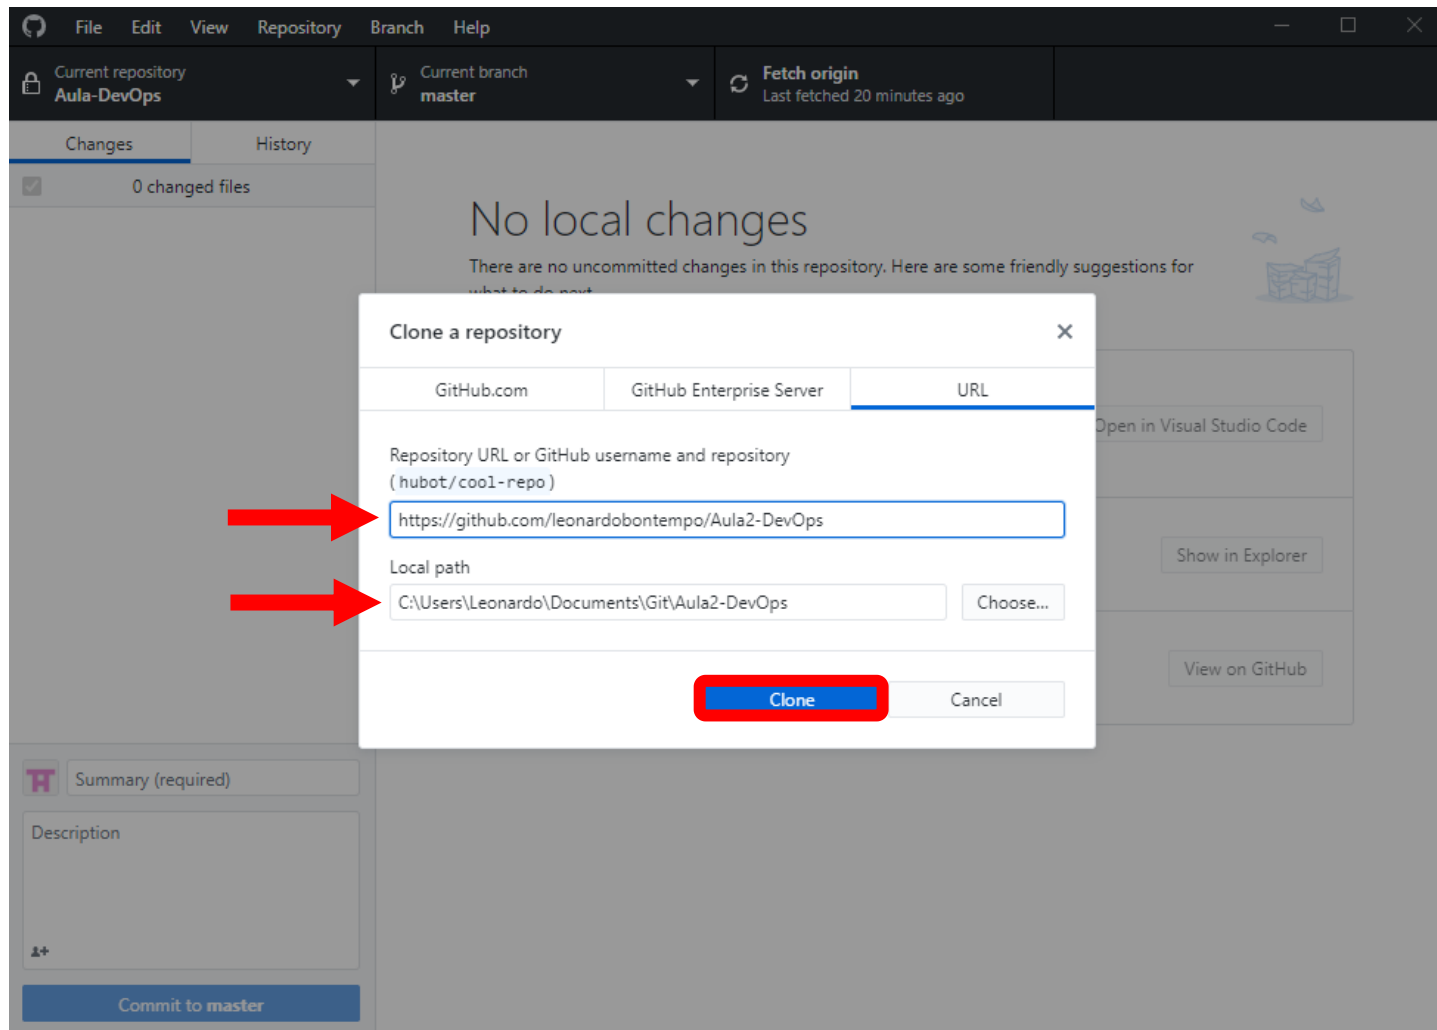 File Edit View Repository Branch Help
Current repository
Aula-DevOps
Current branch
master
Fetch origin
Last fetched 20 minutes ago
Changes History
0 changed files
No local changes
There are no uncommitted changes in this repository. Here are some friendly suggestions for
what to do next
Clone a repository
GitHub.com GitHub Enterprise Server URL
Repository URL or GitHub username and repository
(hubot/cool-repo)
https://github.com/leonardobontempo/Aula2-DevOps
Local path
C:\Users\Leonardo\Documents\Git\Aula2-DevOps Choose...
Clone Cancel
Open in Visual Studio Code
Show in Explorer
View on GitHub
Summary (required)
Description
Commit to master